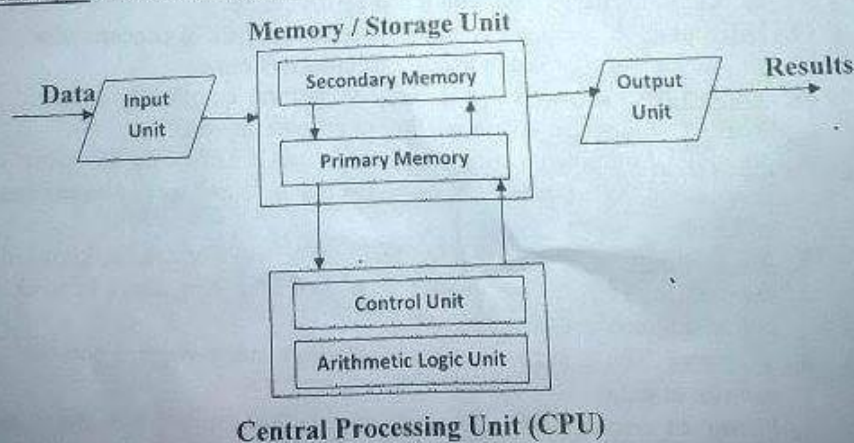 Memory / Storage Unit
Secondary Memory
Data
Input
Unit
Output
Unit
Results
Primary Memory
Control Unit
Arithmetic Logic Unit
Central Processing Unit (CPU)